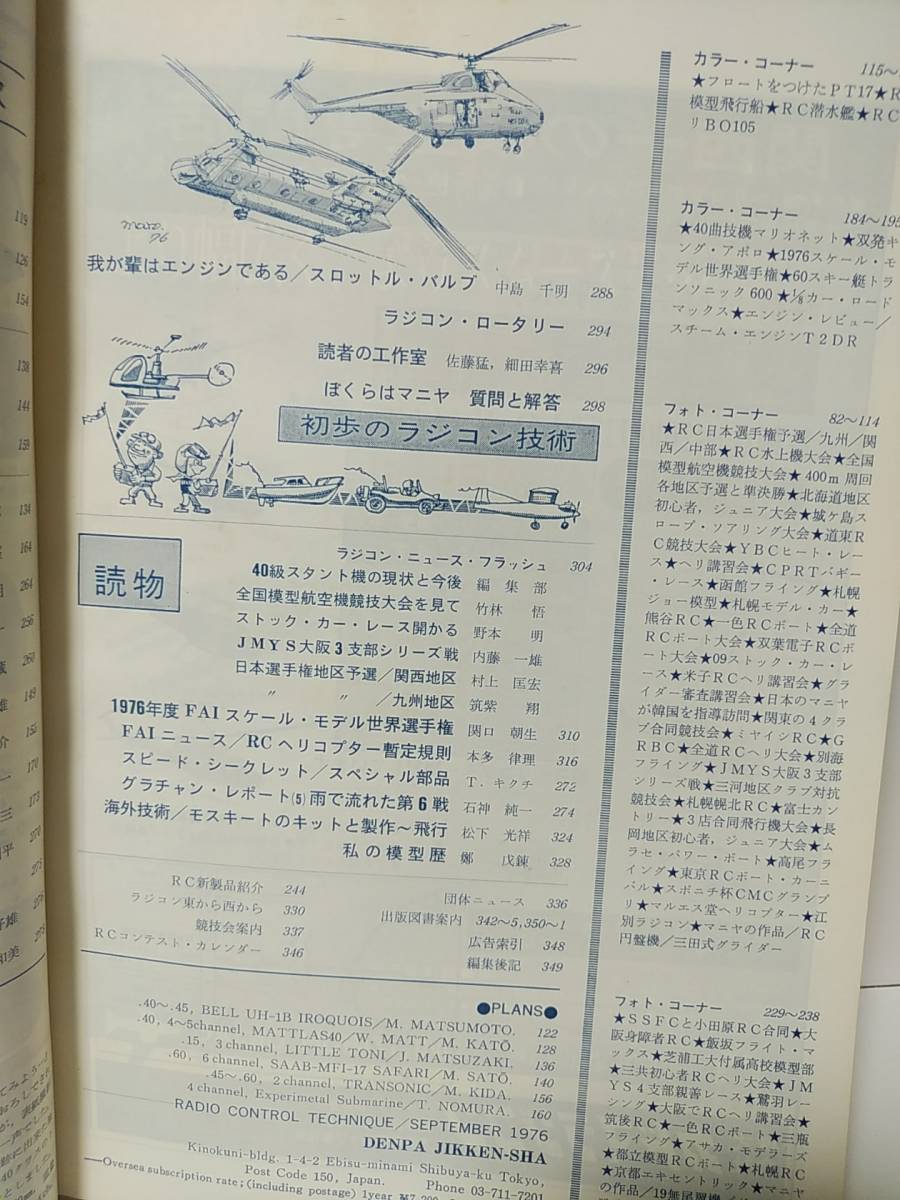 119
126
154
138
144
159
134
164
264
256
260
149
155
170
173
270
275
276
278
我が輩はエンジンである/スロットル・バルブ 中島 千明 288
ラジコン・ロータリー 294
読者の工作室 佐藤猛，細田幸喜 296
ぼくらはマニヤ 質問と解答 298
初歩のラジコン技術
読物
ラジコン・ニュース・フラッシュ 304
40級スタント機の現状と今後 編集部
全国模型航空機競技大会を見て 竹林 悟
ストック・カー・レース開かる 野本 明
JMYS大阪3支部シリーズ戦 内藤 一雄
日本選手権地区予選/関西地区 村上 匡宏
〃 〃 /九州地区 筑紫 翔
1976年度 FAI スケール・モデル世界選手権 関口 朝生 310
FAIニュース/RCヘリコプター暫定規則 本多 律理 316
スピード・シークレット/スペシャル部品 T. キクチ 272
グラチャン・レポート(5)雨で流れた第6戦 石神 純一 274
海外技術/モスキートのキットと製作～飛行 松下 光祥 324
私の模型歴 鄭 戊錬 328
RC新製品紹介 244
ラジコン東から西から 330
競技会案内 337
RCコンテスト・カレンダー 346
団体ニュース 336
出版図書案内 342～5,350～1
広告索引 348
編集後記 349
●PLANS●
.40～.45, BELL UH-1B IROQUOIS/M. MATSUMOTO. 122
.40, 4～5channel, MATTLAS40/W. MATT/M. KATŌ. 128
.15, 3 channel, LITTLE TONI/J. MATSUZAKI. 136
.60, 6 channel, SAAB-MFI-17 SAFARI/M. SATŌ. 140
.45～.60, 2 channel, TRANSONIC/M. KIDA. 156
4 channel, Experimetal Submarine/T. NOMURA. 160
RADIO CONTROL TECHNIQUE/SEPTEMBER 1976
DENPA JIKKEN-SHA
Kinokuni-bldg. 1-4-2 Ebisu-minami Shibuya-ku Tokyo,
Post Code 150, Japan. Phone 03-711-7201
Oversea subscription rate; (including postage) 1year ¥7,200
カラー・コーナー 115～
★フロートをつけたPT17★R
模型飛行船★RC潜水艦★RC
リBO105
カラー・コーナー 184～195
★40曲技機マリオネット★双発キ
ング・アポロ★1976スケール・モ
デル世界選手権★60スキー艇トラ
ンソニック600★⅛カー・ロード
マックス★エンジン・レビュー/
スチーム・エンジンT2DR
フォト・コーナー 82～114
★RC日本選手権予選/九州/関
西/中部★RC水上機大会★全国
模型航空機競技大会★400m周回
各地区予選と準決勝★北海道地区
初心者，ジュニア大会★城ケ島ス
ロープ・ソアリング大会★道東R
C競技大会★YBCヒート・レー
ス★ヘリ講習会★CPRTバギー
・レース★函館フライング★札幌
ジョー模型★札幌モデル・カー★
熊谷RC★一色RCボート★全道
RCボート大会★双葉電子RCボ
ート大会★09ストック・カー・レ
ース★米子RCヘリ講習会★グラ
イダー審査講習会★日本のマニヤ
が韓国を指導訪問★関東の4クラ
ブ合同競技会★ミヤイシRC★G
RBC★全道RCヘリ大会★別海
フライング★JMYS大阪3支部
シリーズ戦★三河地区クラブ対抗
競技会★札幌幌北RC★富士カン
トリー★3店合同飛行機大会★長
岡地区初心者，ジュニア大会★ム
ラセ・パワー・ボート★高尾フラ
イング★東京RCボート・カーニ
バル★スポニチ杯CMCグランプ
リ★マルエス堂ヘリコプター★江
別ラジコン★マニヤの作品/RC
円盤機/三田式グライダー
フォト・コーナー 229～238
★SSFCと小田原RC合同★大
阪身障者RC★飯坂フライト・マ
ックス★芝浦工大付属高校模型部
★三共初心者RCヘリ大会★JM
YS4支部親善レース★鷲羽レー
シング★大阪でRCヘリ講習会★
筑後RC★一色RCボート★三瓶
フライング★アサカ・モデラーズ
★都立模型RCボート★札幌RC
★京都エキセントリック★マニヤ
の作品/19無尾翼機